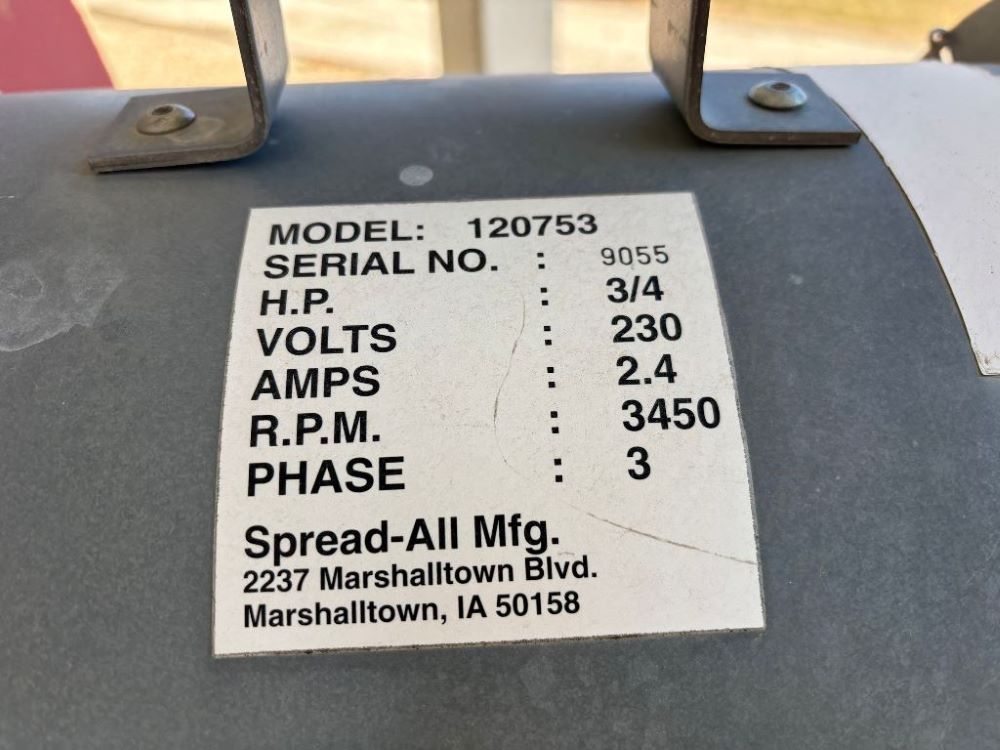 MODEL: 120753
SERIAL NO. : 9055
H.P. : 3/4
VOLTS : 230
AMPS : 2.4
R.P.M. : 3450
PHASE : 3
Spread-All Mfg.
2237 Marshalltown Blvd.
Marshalltown, IA 50158